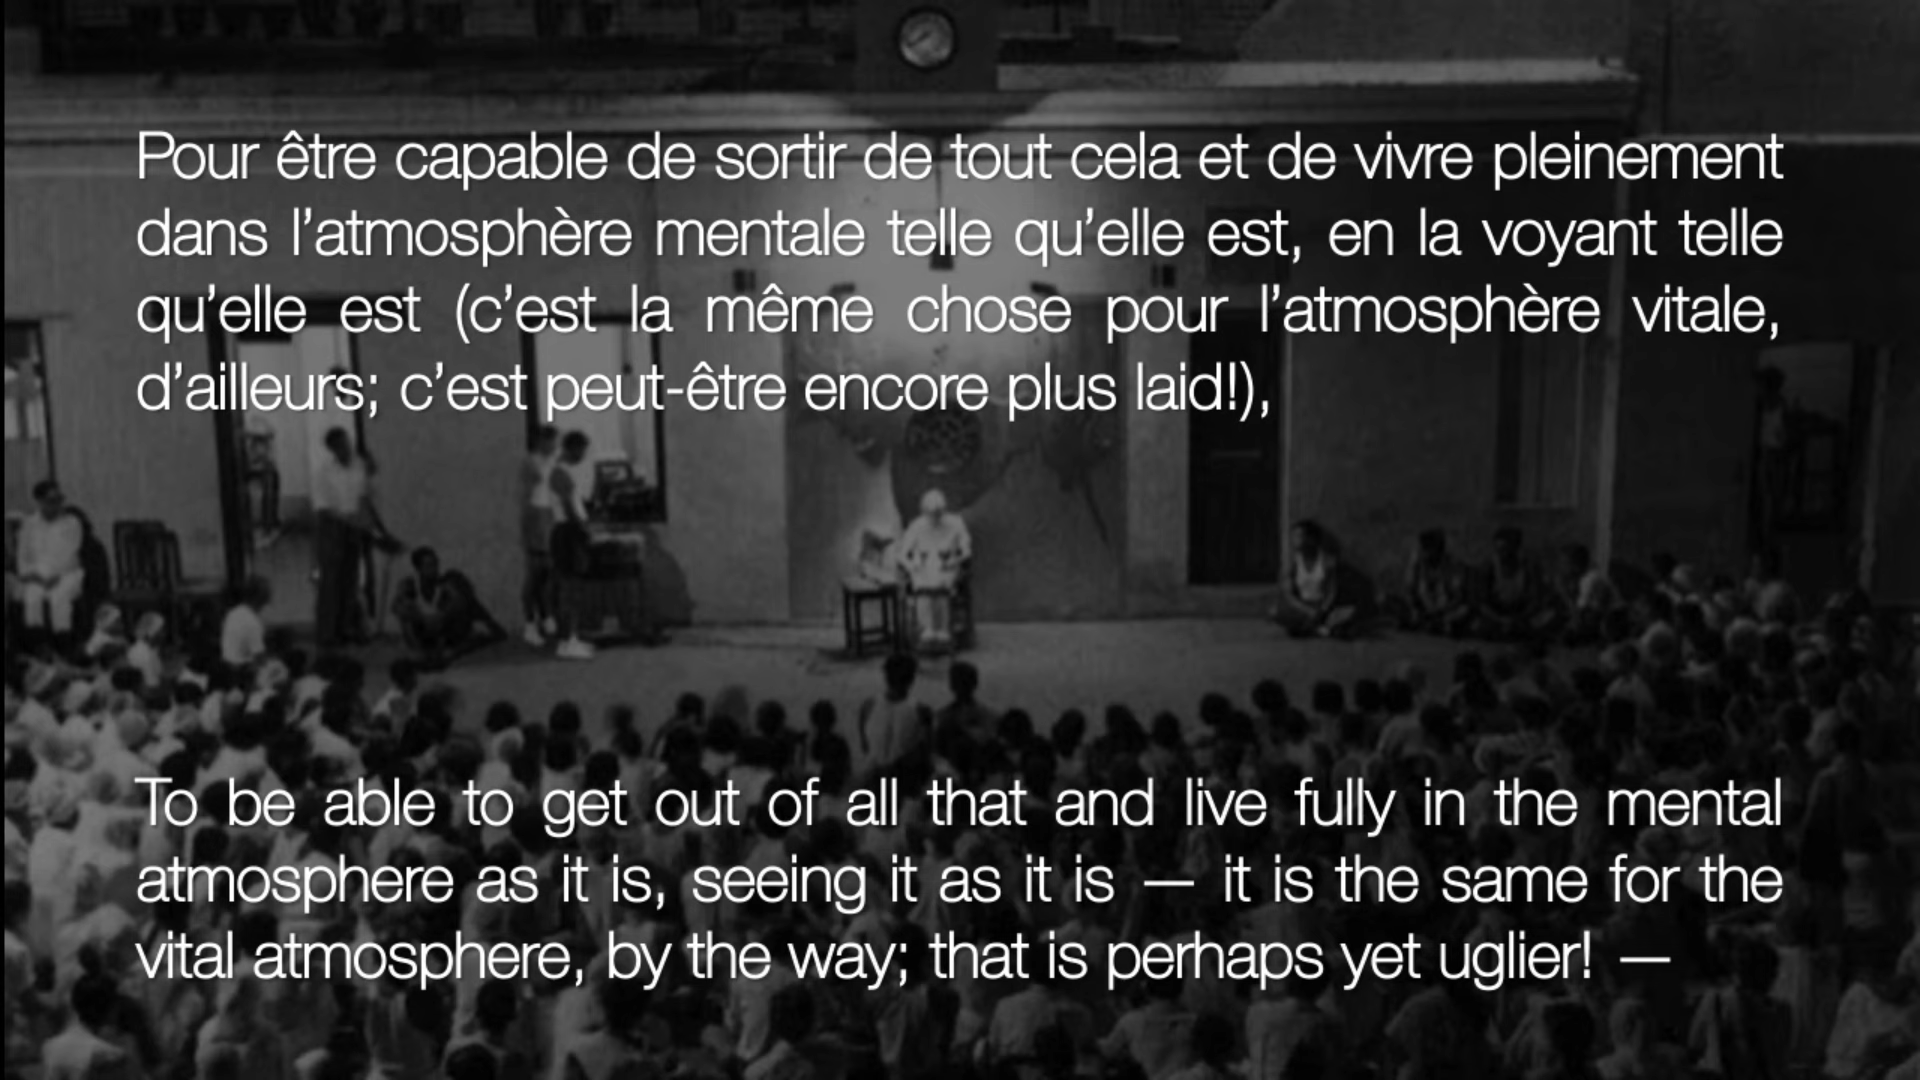 Pour être capable de sortir de tout cela et de vivre pleinement
dans l’atmosphère mentale telle qu’elle est, en la voyant telle
qu’elle est (c’est la même chose pour l’atmosphère vitale,
d’ailleurs; c’est peut-être encore plus laid!),
To be able to get out of all that and live fully in the mental
atmosphere as it is, seeing it as it is — it is the same for the
vital atmosphere, by the way; that is perhaps yet uglier! —